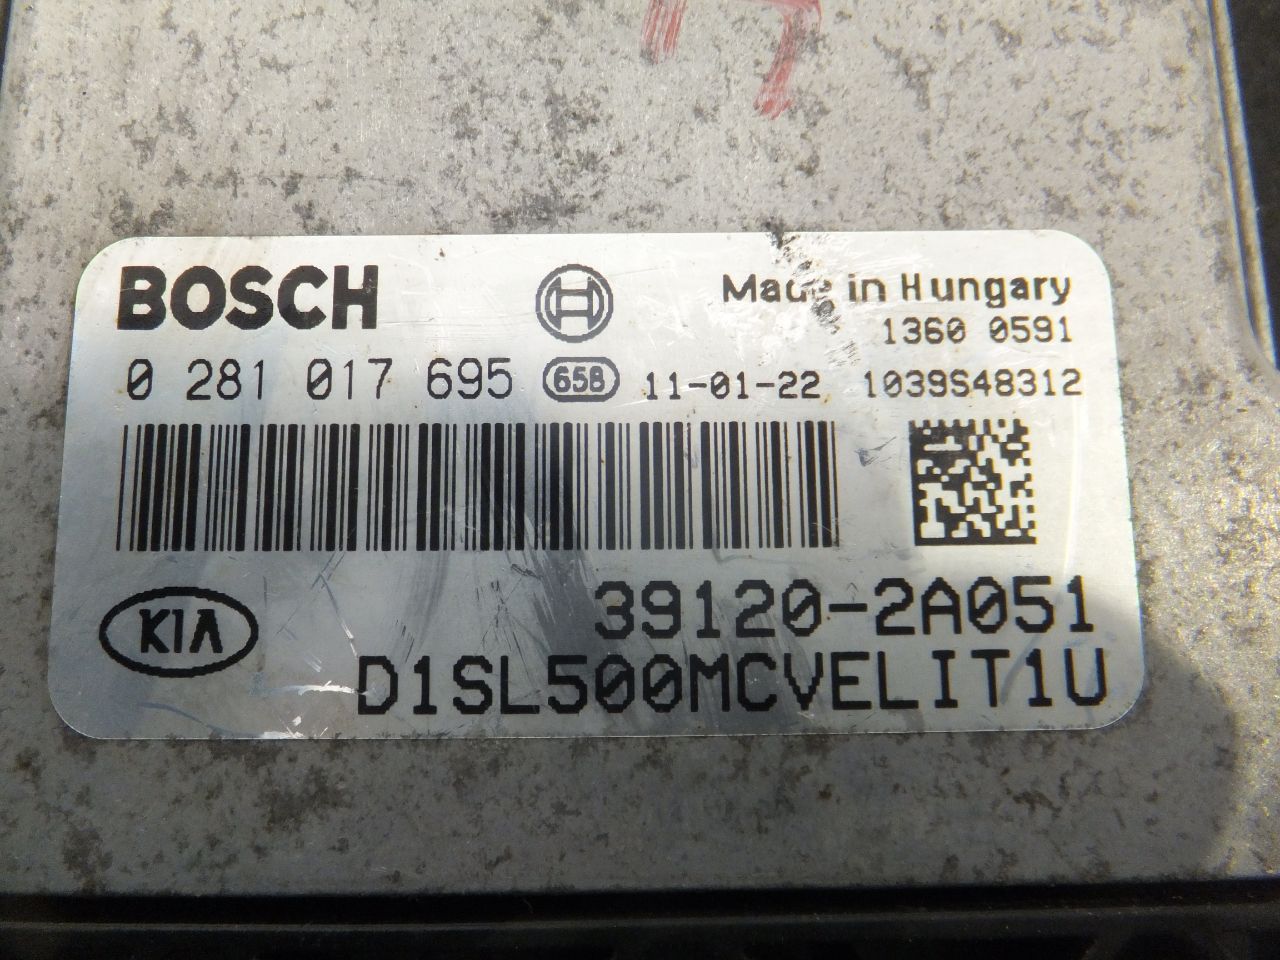 BOSCH
Made in Hungary
1360 0591
0 281 017 695 65B 11-01-22 1039S48312
KIA
39120-2A051
D1SL500MCVELIT1U